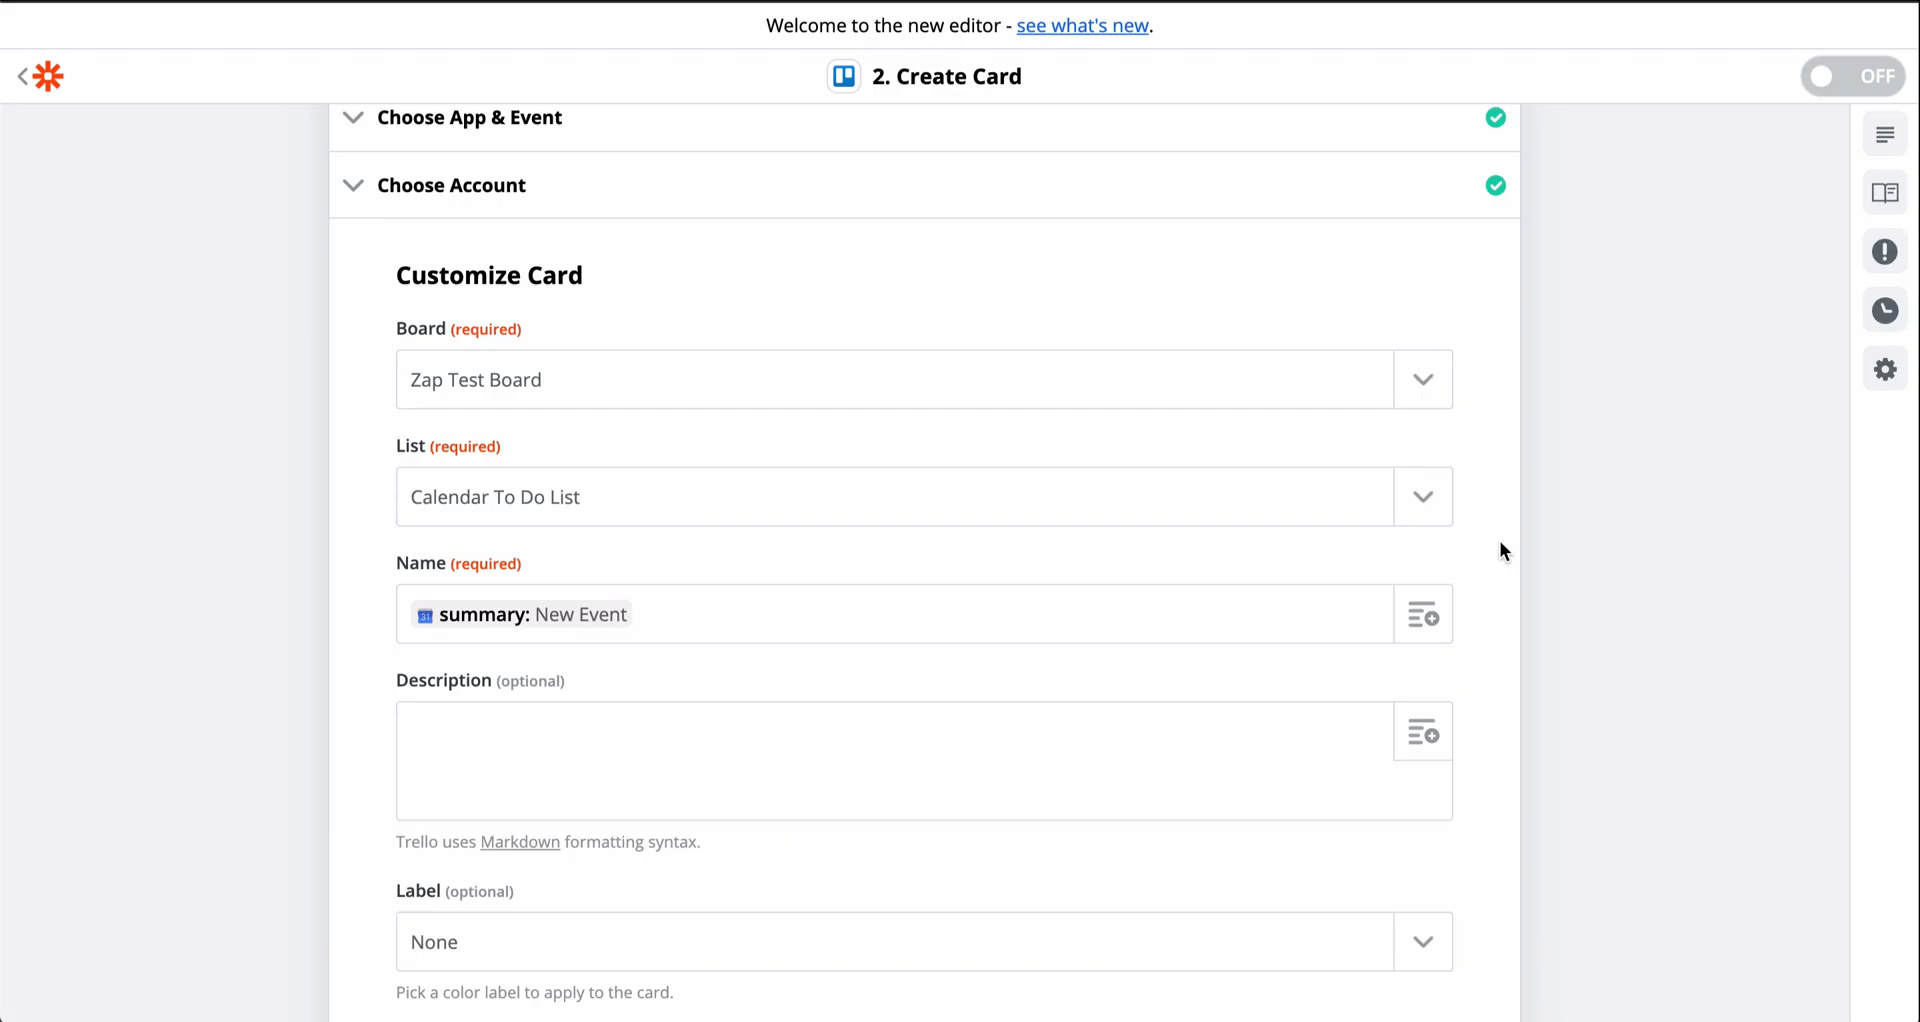 Welcome to the new editor - see what's new.
2. Create Card
OFF
Choose App & Event
Choose Account
Customize Card
Board (required)
Zap Test Board
List (required)
Calendar To Do List
Name (required)
31 summary: New Event
Description (optional)
Trello uses Markdown formatting syntax.
Label (optional)
None
Pick a color label to apply to the card.